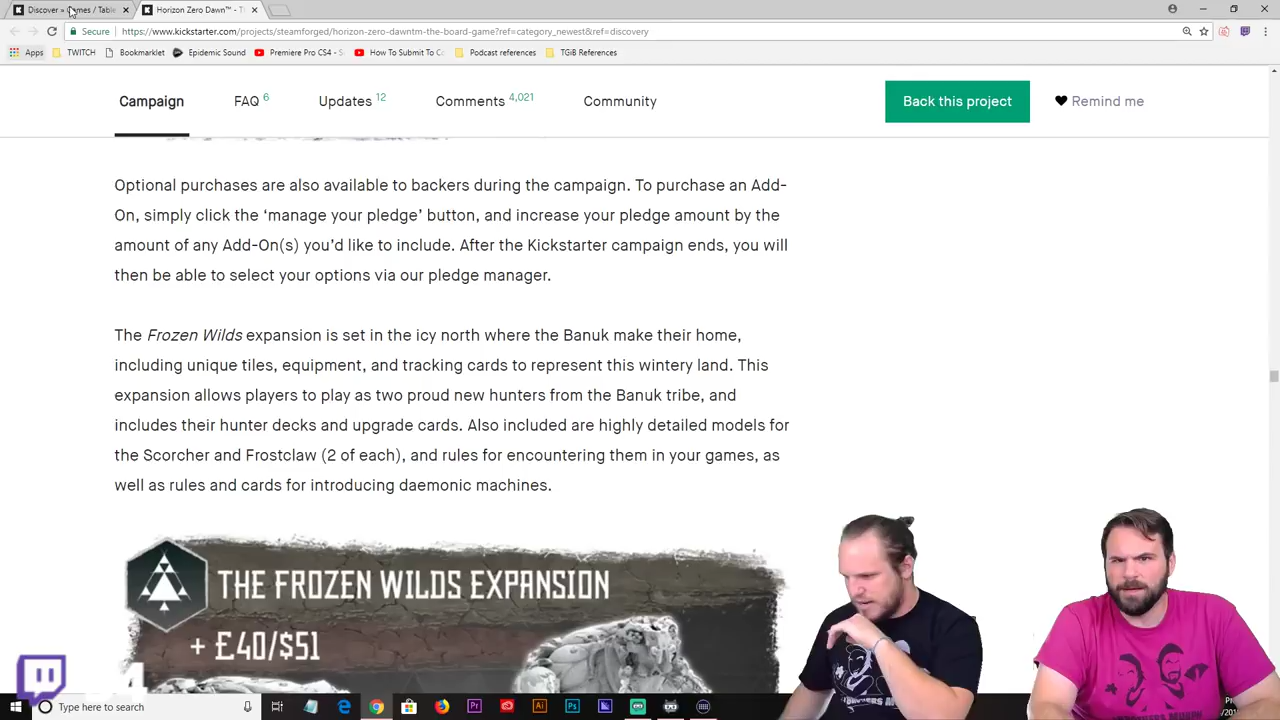 Discover » Games / Table
Horizon Zero Dawn™ - T
Secure
https://www.kickstarter.com/projects/steamforged/horizon-zero-dawntm-the-board-game?ref=category_newest&ref=discovery
Apps TWITCH Bookmarklet Epidemic Sound Premiere Pro CS4 - S How To Submit To C Podcast references TGiB References
Campaign FAQ 6 Updates 12 Comments 4,021 Community Back this project Remind me
Optional purchases are also available to backers during the campaign. To purchase an Add-
On, simply click the ‘manage your pledge’ button, and increase your pledge amount by the
amount of any Add-On(s) you’d like to include. After the Kickstarter campaign ends, you will
then be able to select your options via our pledge manager.
The Frozen Wilds expansion is set in the icy north where the Banuk make their home,
including unique tiles, equipment, and tracking cards to represent this wintery land. This
expansion allows players to play as two proud new hunters from the Banuk tribe, and
includes their hunter decks and upgrade cards. Also included are highly detailed models for
the Scorcher and Frostclaw (2 of each), and rules for encountering them in your games, as
well as rules and cards for introducing daemonic machines.
THE FROZEN WILDS EXPANSION
+ £40/$51
Type here to search